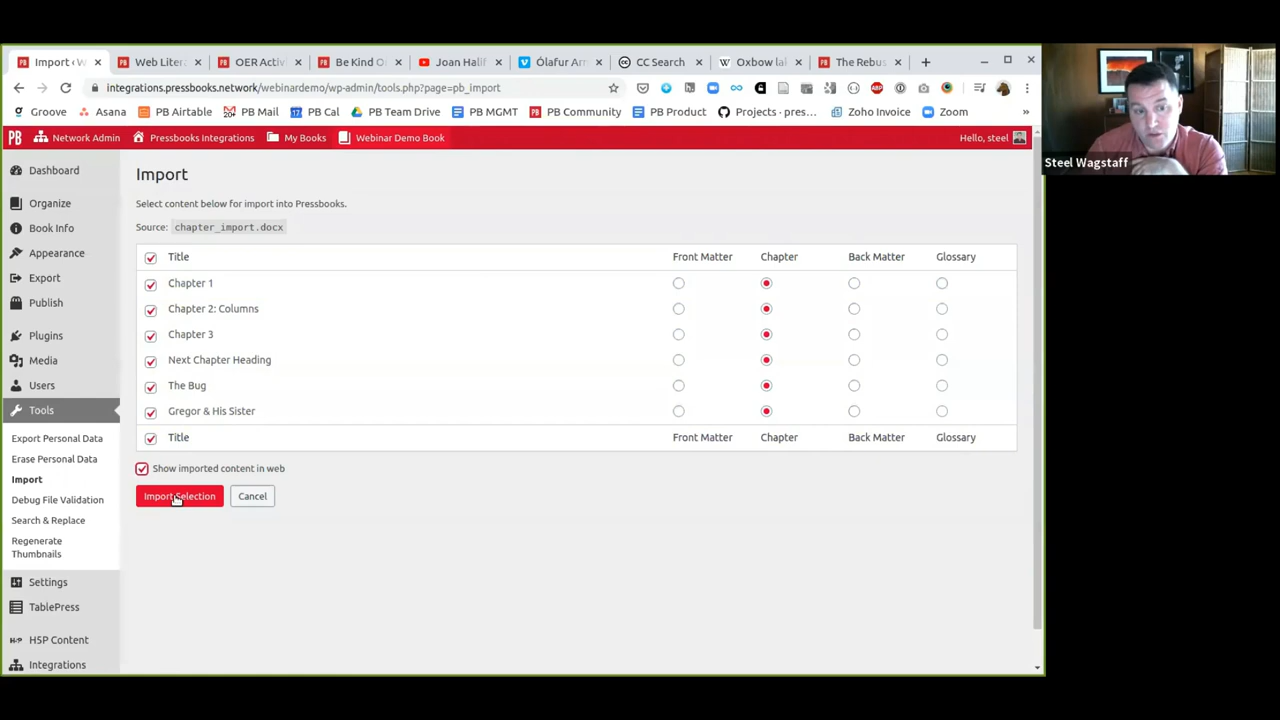 Import ‹ W
Web Litera
OER Activi
Be Kind O
Joan Halif
Ólafur Arn
CC Search
Oxbow lak
The Rebus
integrations.pressbooks.network/webinardemo/wp-admin/tools.php?page=pb_import
Groove Asana PB Airtable PB Mail PB Team Drive PB MGMT PB Community PB Product Projects · pres… Zoho Invoice Zoom
PB Network Admin Pressbooks Integrations My Books Webinar Demo Book Hello, steel
Steel Wagstaff
Dashboard
Organize
Book Info
Appearance
Export
Publish
Plugins
Media
Users
Tools
Export Personal Data
Erase Personal Data
Import
Debug File Validation
Search & Replace
Regenerate
Thumbnails
Settings
TablePress
H5P Content
Integrations
Import
Select content below for import into Pressbooks.
Source: chapter_import.docx
Title Front Matter Chapter Back Matter Glossary
Chapter 1
Chapter 2: Columns
Chapter 3
Next Chapter Heading
The Bug
Gregor & His Sister
Title Front Matter Chapter Back Matter Glossary
Show imported content in web
Import Selection Cancel